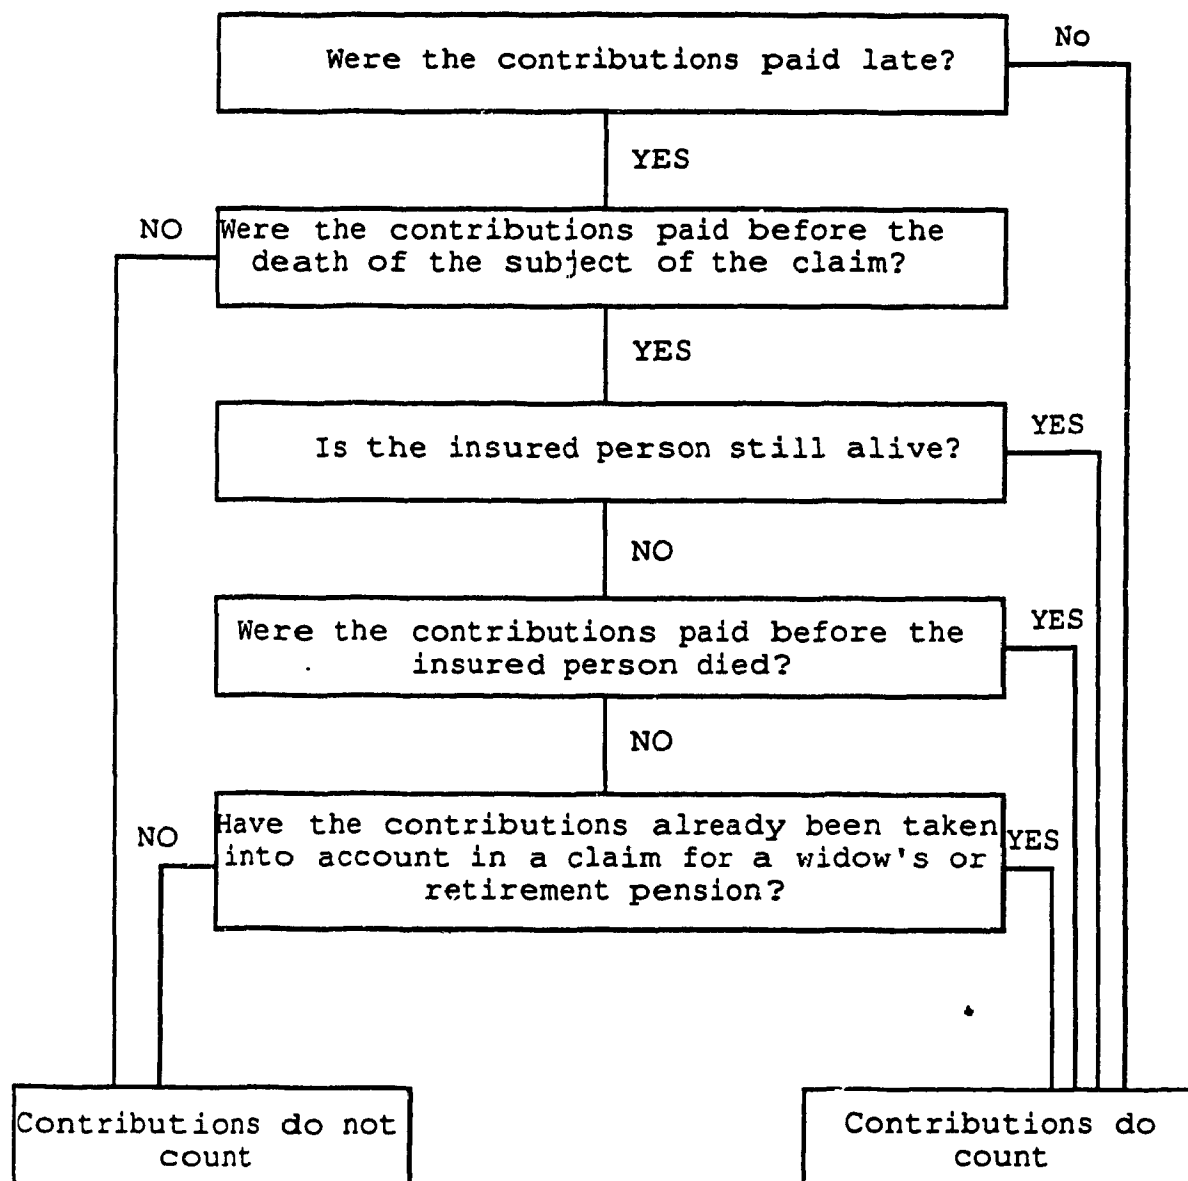 Were the contributions paid late?
No
YES
NO
Were the contributions paid before the
death of the subject of the claim?
YES
Is the insured person still alive?
YES
NO
Were the contributions paid before the
insured person died?
YES
NO
NO
Have the contributions already been taken
into account in a claim for a widow's or
retirement pension?
YES
Contributions do not
count
Contributions do
count